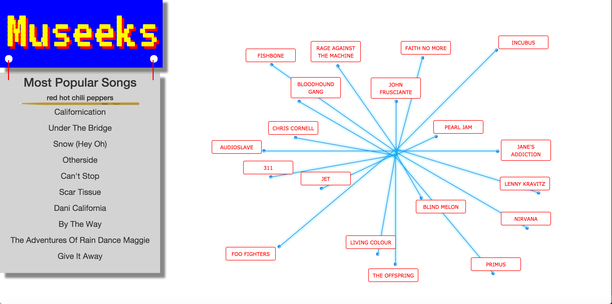 Museeks
Most Popular Songs
red hot chili peppers
Californication
Under The Bridge
Snow (Hey Oh)
Otherside
Can't Stop
Scar Tissue
Dani California
By The Way
The Adventures Of Rain Dance Maggie
Give It Away
FISHBONE
RAGE AGAINST
THE MACHINE
FAITH NO MORE
INCUBUS
BLOODHOUND
GANG
JOHN
FRUSCIANTE
CHRIS CORNELL
PEARL JAM
AUDIOSLAVE
JANE'S
ADDICTION
311
JET
LENNY KRAVITZ
BLIND MELON
NIRVANA
LIVING COLOUR
FOO FIGHTERS
PRIMUS
THE OFFSPRING